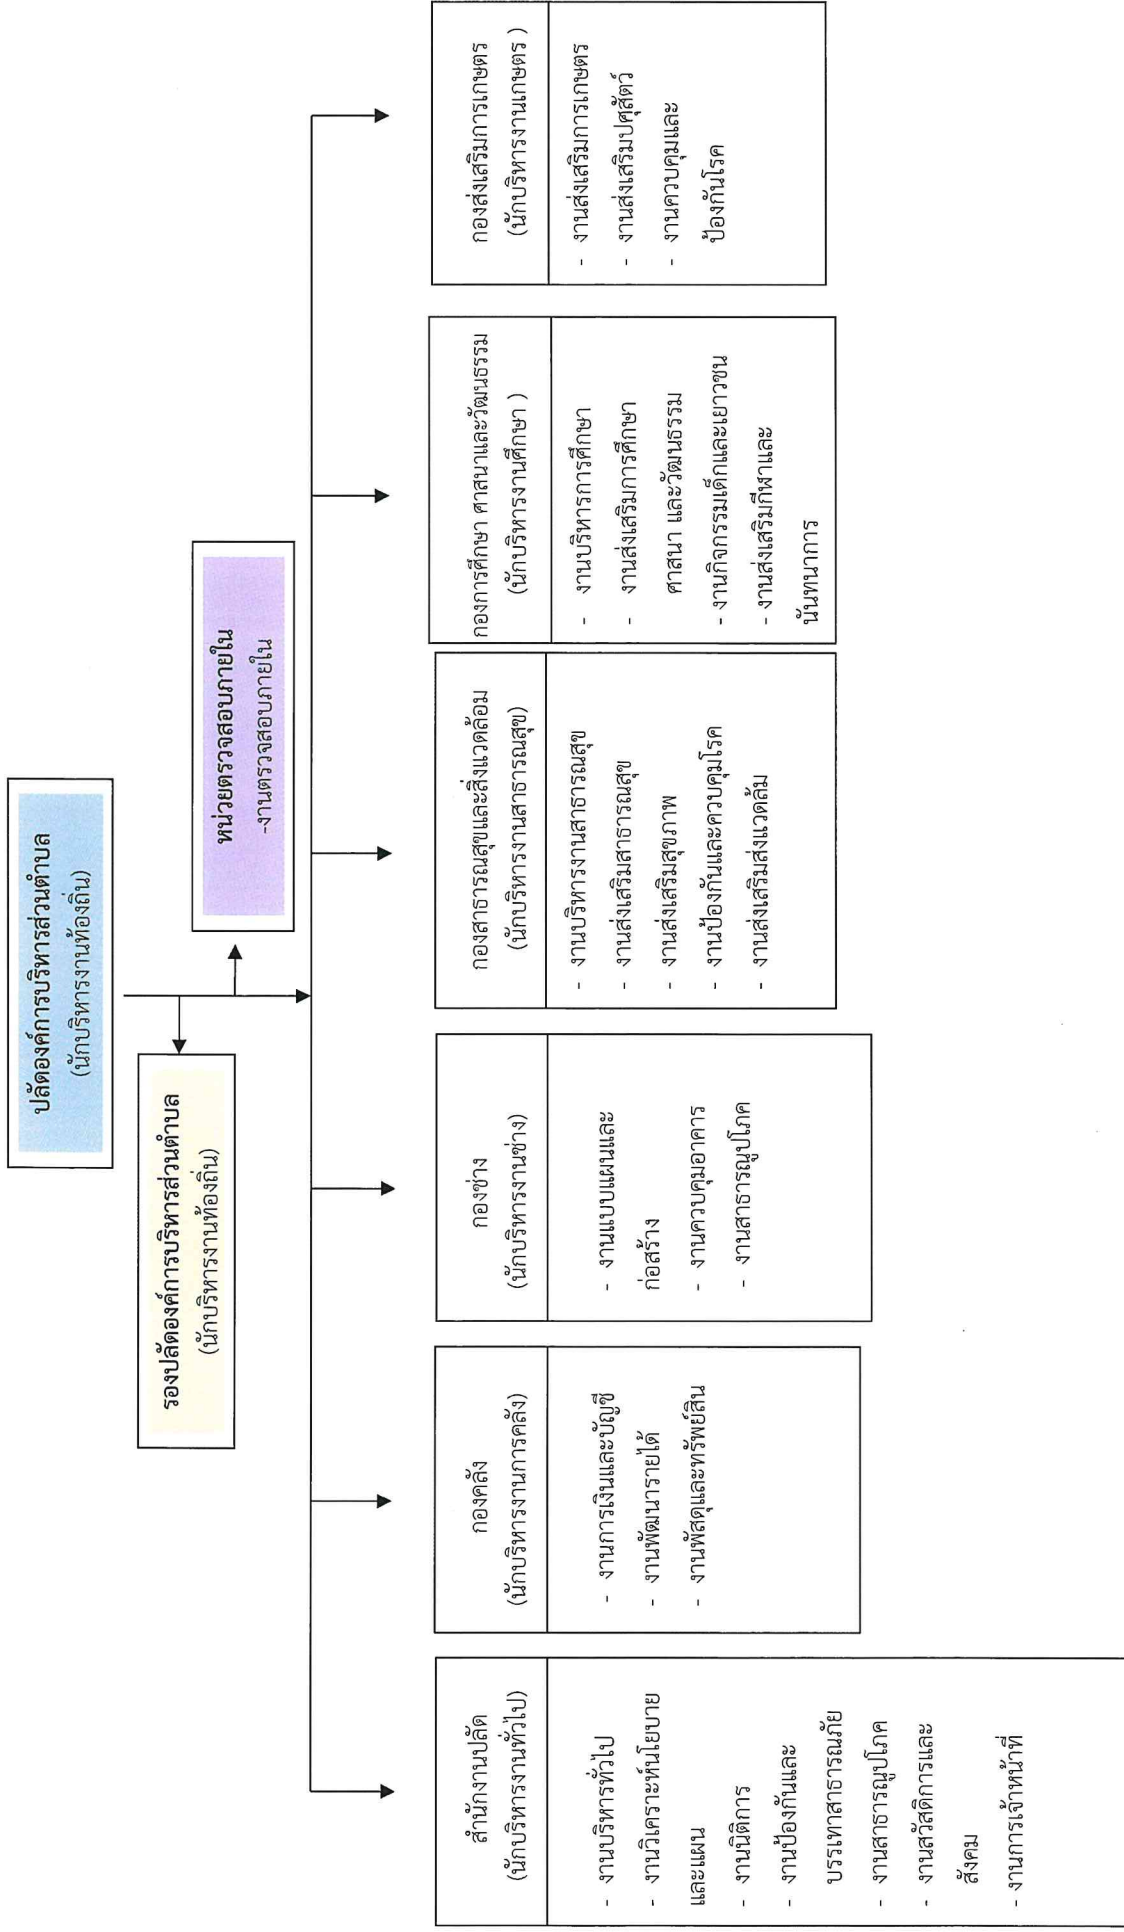 ปลัดองค์การบริหารส่วนตำบล
(นักบริหารงานท้องถิ่น)
รองปลัดองค์การบริหารส่วนตำบล
(นักบริหารงานท้องถิ่น)
หน่วยตรวจสอบภายใน
-งานตรวจสอบภายใน
สำนักงานปลัด
(นักบริหารงานทั่วไป)
- งานบริหารทั่วไป
- งานวิเคราะห์นโยบาย
และแผน
- งานนิติการ
- งานป้องกันและ
บรรเทาสาธารณภัย
- งานสาธารณูปโภค
- งานสวัสดิการและ
สังคม
- งานการเจ้าหน้าที่
กองคลัง
(นักบริหารงานการคลัง)
- งานการเงินและบัญชี
- งานพัฒนารายได้
- งานพัสดุและทรัพย์สิน
กองช่าง
(นักบริหารงานช่าง)
- งานแบบแผนและ
ก่อสร้าง
- งานควบคุมอาคาร
- งานสาธารณูปโภค
กองสาธารณสุขและสิ่งแวดล้อม
(นักบริหารงานสาธารณสุข)
- งานบริหารงานสาธารณสุข
- งานส่งเสริมสาธารณสุข
- งานส่งเสริมสุขภาพ
- งานป้องกันและควบคุมโรค
- งานส่งเสริมส่งแวดล้ม
กองการศึกษา ศาสนาและวัฒนธรรม
(นักบริหารงานศึกษา )
- งานบริหารการศึกษา
- งานส่งเสริมการศึกษา
ศาสนา และวัฒนธรรม
- งานกิจกรรมเด็กและเยาวชน
- งานส่งเสริมกีฬาและ
นันทนาการ
กองส่งเสริมการเกษตร
(นักบริหารงานเกษตร )
- งานส่งเสริมการเกษตร
- งานส่งเสริมปศุสัตว์
- งานควบคุมและ
ป้องกันโรค